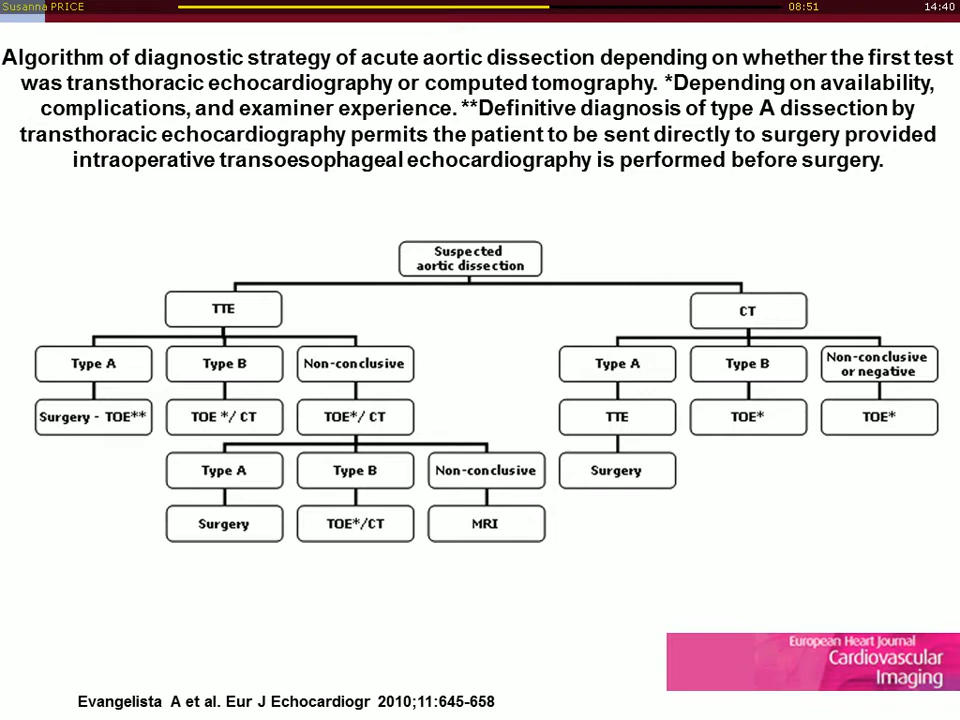 Susanna PRICE
08:51
14:40
Algorithm of diagnostic strategy of acute aortic dissection depending on whether the first test
was transthoracic echocardiography or computed tomography. *Depending on availability,
complications, and examiner experience. **Definitive diagnosis of type A dissection by
transthoracic echocardiography permits the patient to be sent directly to surgery provided
intraoperative transoesophageal echocardiography is performed before surgery.
Suspected
aortic dissection
TTE
CT
Type A
Type B
Non-conclusive
Type A
Type B
Non-conclusive
or negative
Surgery - TOE**
TOE */ CT
TOE*/ CT
TTE
TOE*
TOE*
Type A
Type B
Non-conclusive
Surgery
Surgery
TOE*/CT
MRI
European Heart Journal
Cardiovascular
Imaging
Evangelista A et al. Eur J Echocardiogr 2010;11:645-658